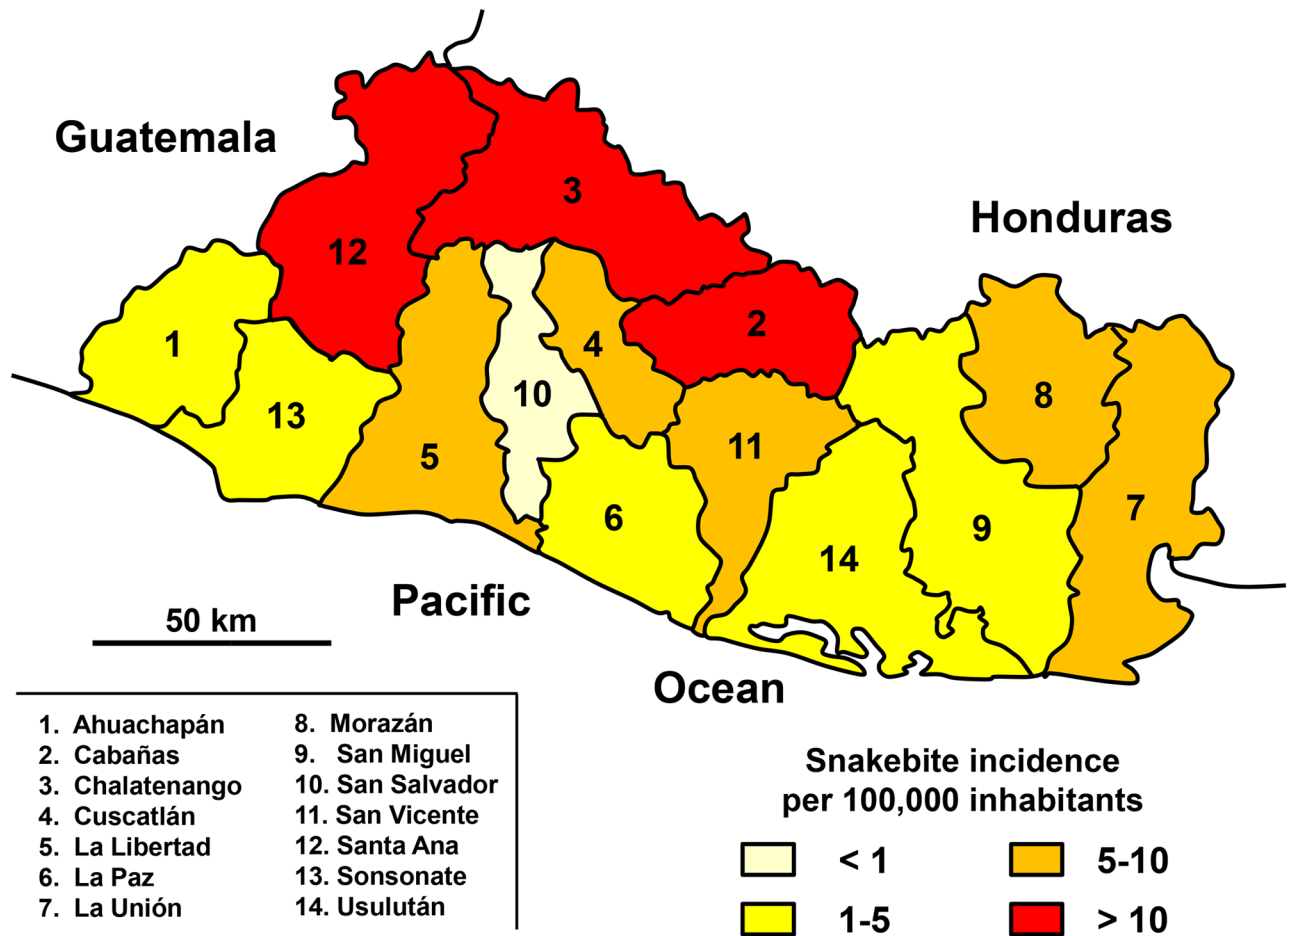 Guatemala
Honduras
3
12
2
1
4
10
8
13
11
5
7
6
9
14
Pacific
Ocean
50 km
1. Ahuachapán
2. Cabañas
3. Chalatenango
4. Cuscatlán
5. La Libertad
6. La Paz
7. La Unión
8. Morazán
9. San Miguel
10. San Salvador
11. San Vicente
12. Santa Ana
13. Sonsonate
14. Usulután
Snakebite incidence
per 100,000 inhabitants
< 1
5-10
1-5
> 10